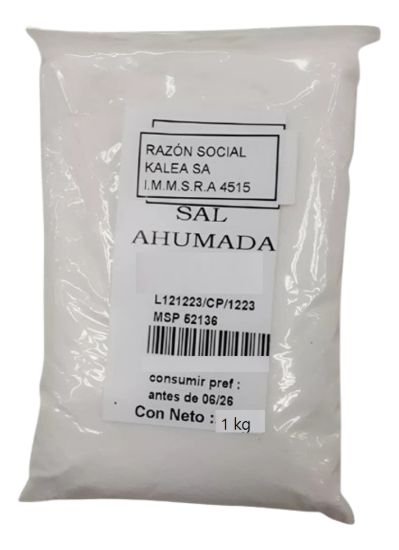 RAZÓN SOCIAL
KALEA SA
I.M.M.S.R.A 4515
SAL
AHUMADA
L121223/CP/1223
MSP 52136
consumir pref :
antes de 06/26
Con Neto : 1 kg